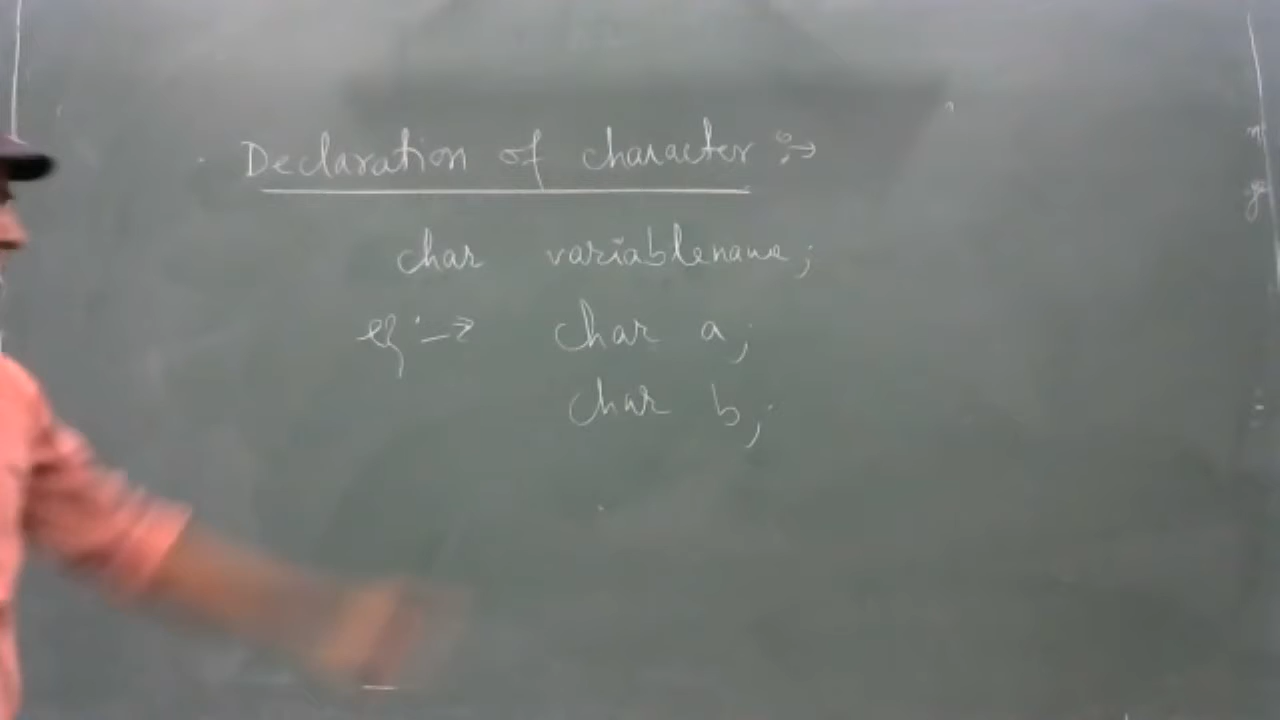 Declaration of character :→
char variablename;
eg :→ char a;
char b;